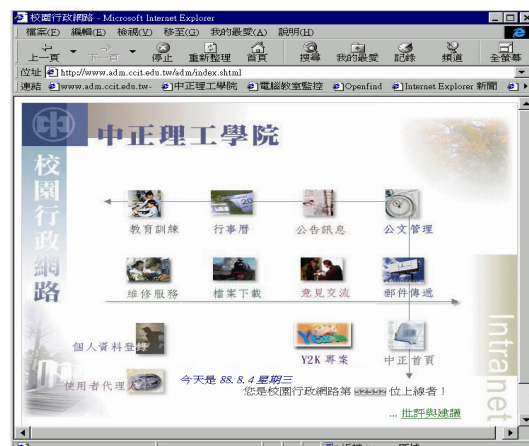 校園行政網路 - Microsoft Internet Explorer
檔案(F) 編輯(E) 檢視(V) 移至(G) 我的最愛(A) 說明(H)
上一頁 下一頁 停止 重新整理 首頁 搜尋 我的最愛 記錄 頻道 全螢幕
位址 http://www.adm.ccit.edu.tw/adm/index.shtml
連結 www.adm.ccit.edu.tw- 中正理工學院 電腦教室監控 Openfind Internet Explorer 新聞
中正理工學院
校園行政網路
教育訓練 行事曆 公告訊息 公文管理
維修服務 檔案下載 意見交流 郵件傳遞
個人資料登錄 Y2K 專案 中正首頁
使用者代理人
今天是 88. 8. 4 星期三
您是校園行政網路第 52552 位上線者！
... 批評與建議
Intranet